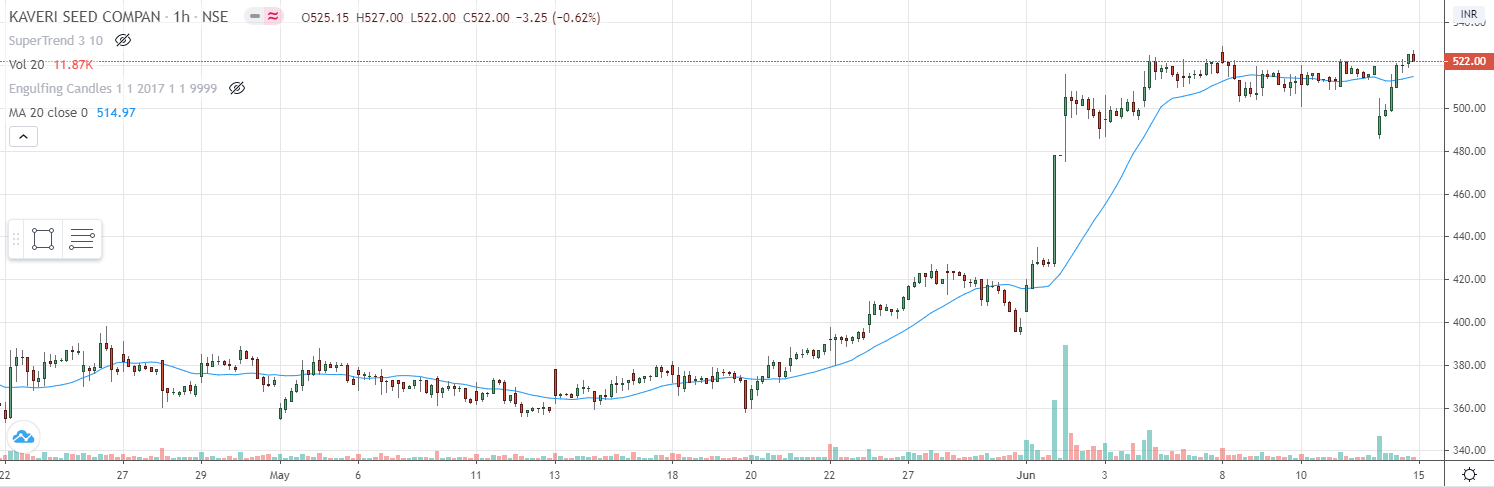 KAVERI SEED COMPAN · 1h · NSE O525.15 H527.00 L522.00 C522.00 −3.25 (−0.62%)
INR
SuperTrend 3 10
540.00
Vol 20 11.87K
522.00
Engulfing Candles 1 1 2017 1 1 9999
MA 20 close 0 514.97
500.00
480.00
460.00
440.00
420.00
400.00
380.00
360.00
340.00
22 27 29 May 6 11 13 18 20 22 27 Jun 3 8 10 15